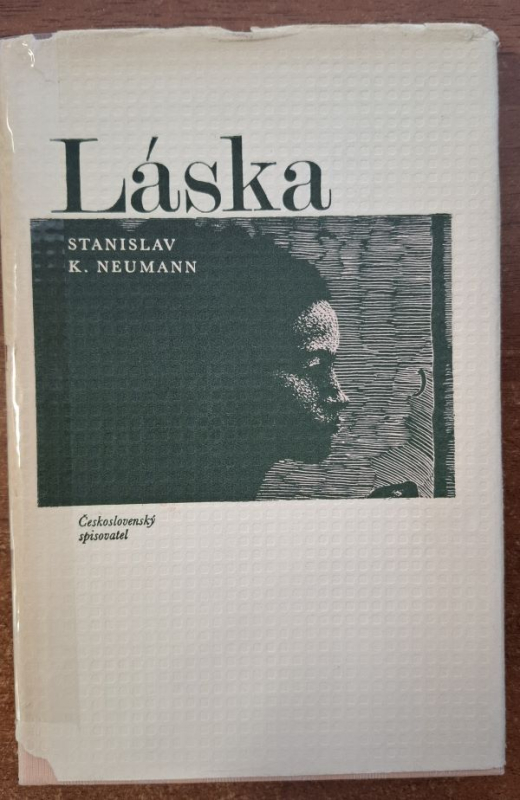 Láska
STANISLAV
K. NEUMANN
Československý
spisovatel